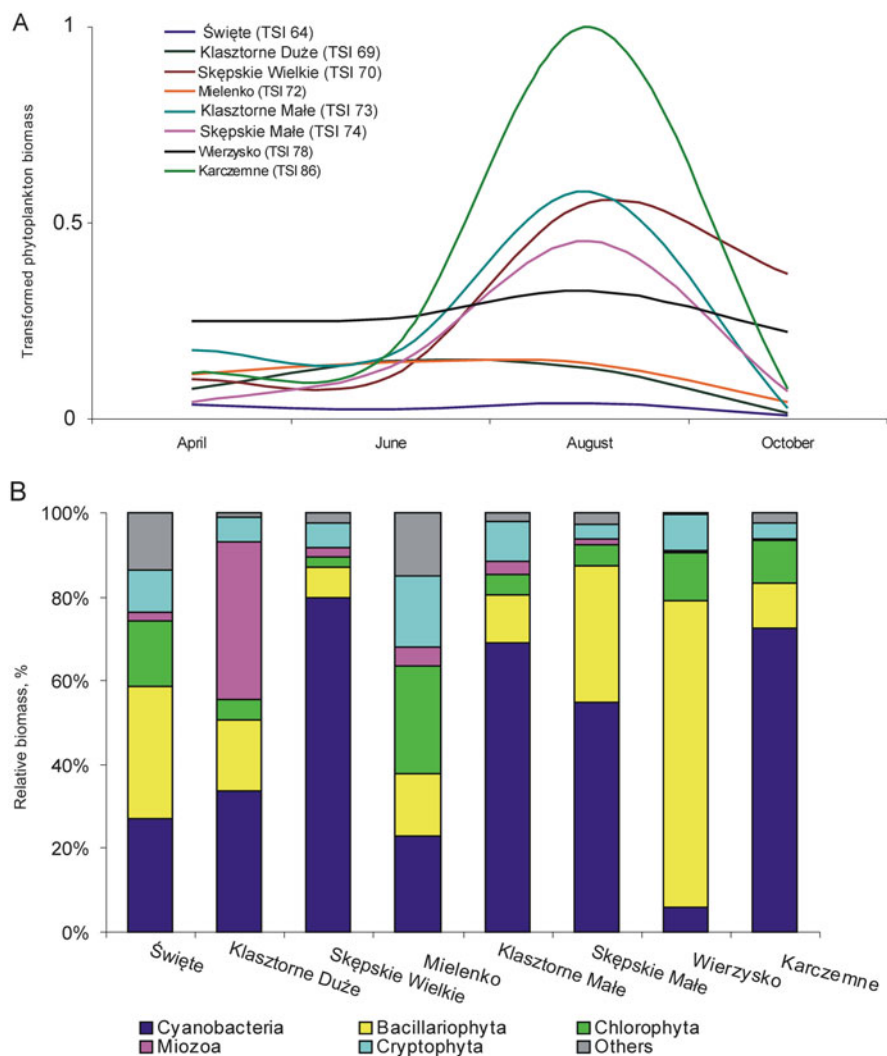 A
1
0.5
0
Transformed phytoplankton biomass
Święte (TSI 64)
Klasztorne Duże (TSI 69)
Skępskie Wielkie (TSI 70)
Mielenko (TSI 72)
Klasztorne Małe (TSI 73)
Skępskie Małe (TSI 74)
Wierzysko (TSI 78)
Karczemne (TSI 86)
April June August October
B
100%
80%
60%
40%
20%
0%
Relative biomass, %
Święte Klasztorne Duże Skępskie Wielkie Mielenko Klasztorne Małe Skępskie Małe Wierzysko Karczemne
Cyanobacteria Bacillariophyta Chlorophyta
Miozoa Cryptophyta Others